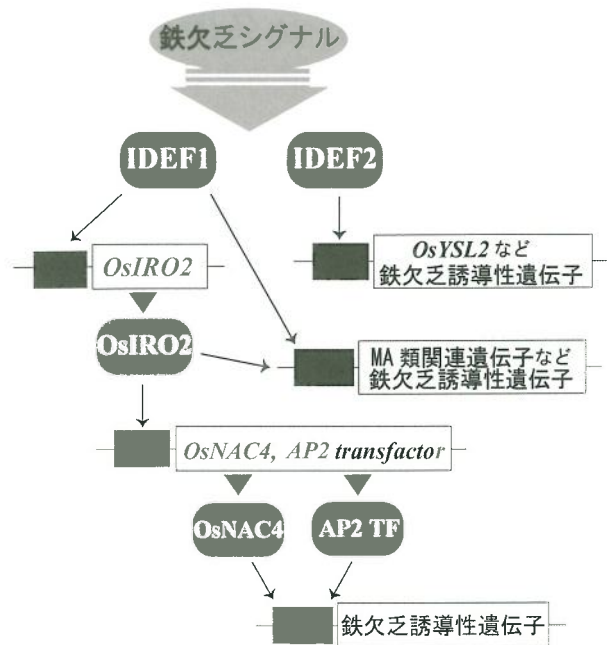 鉄欠乏シグナル
IDEF1
IDEF2
OsIRO2
OsYSL2 など
鉄欠乏誘導性遺伝子
OsIRO2
MA 類関連遺伝子など
鉄欠乏誘導性遺伝子
OsNAC4, AP2 transfactor
OsNAC4
AP2 TF
鉄欠乏誘導性遺伝子